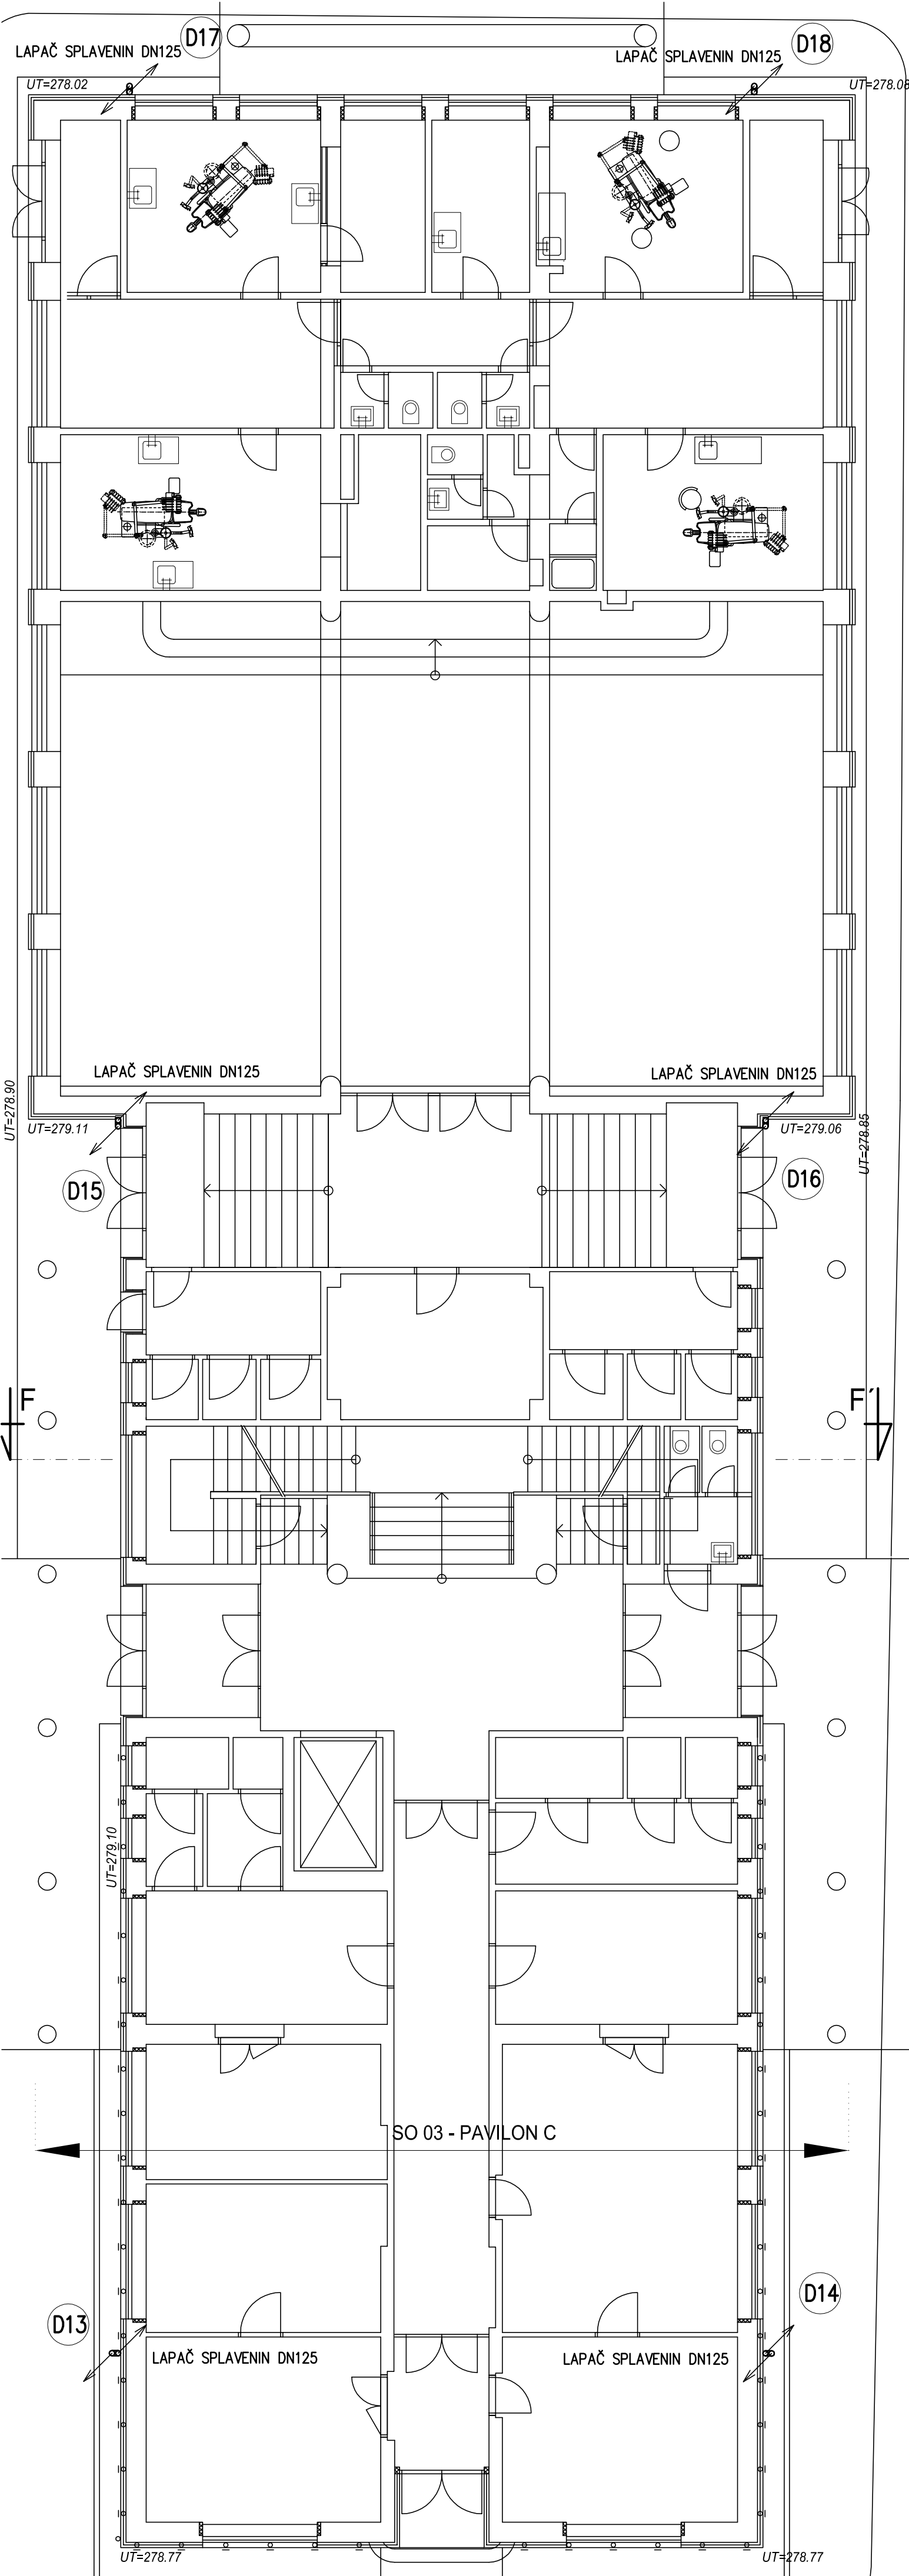 D17
D18
LAPAČ SPLAVENIN DN125
LAPAČ SPLAVENIN DN125
UT=278.02
UT=278.08
LAPAČ SPLAVENIN DN125
LAPAČ SPLAVENIN DN125
UT=278.90
UT=279.11
UT=279.06
UT=278.85
D15
D16
F
F´
UT=279.10
SO 03 - PAVILON C
D13
D14
LAPAČ SPLAVENIN DN125
LAPAČ SPLAVENIN DN125
UT=278.77
UT=278.77